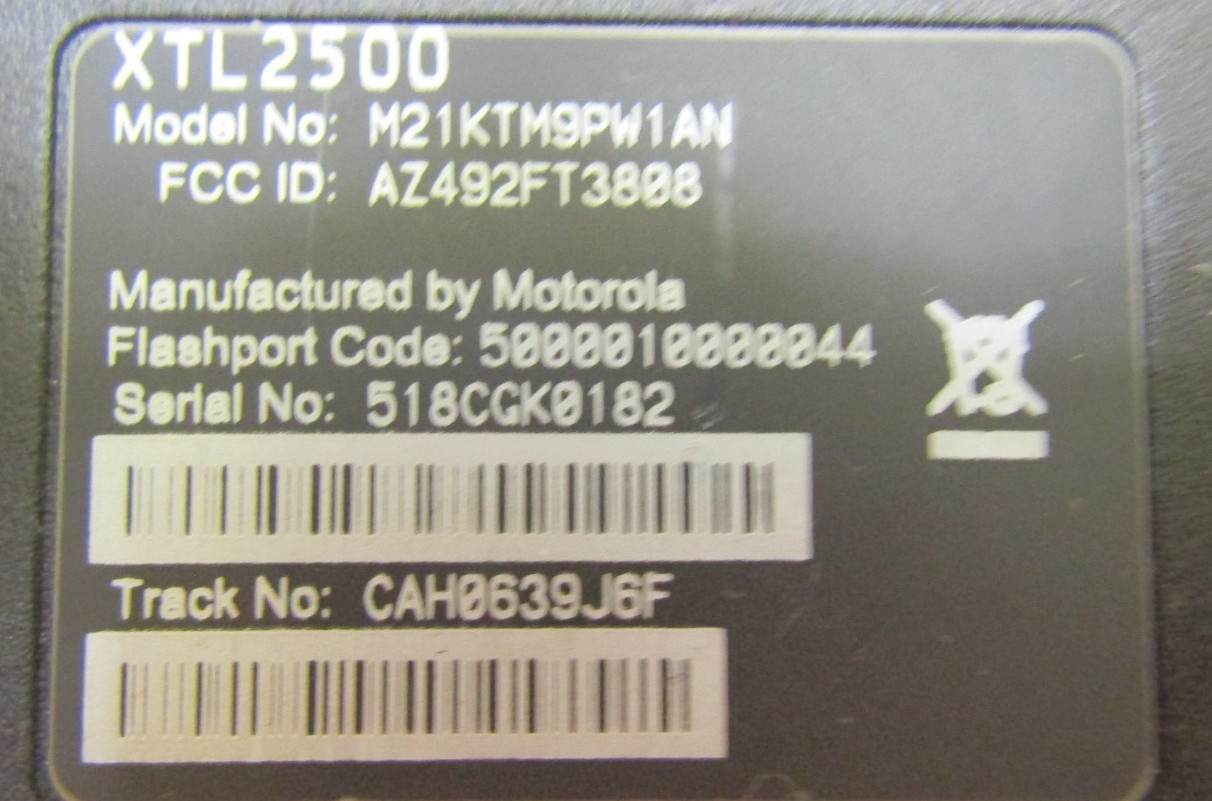 XTL2500
Model No: M21KTM9PW1AN
FCC ID: AZ492FT3808
Manufactured by Motorola
Flashport Code: 5000010000044
Serial No: 518CGK0182
Track No: CAH0639J6F